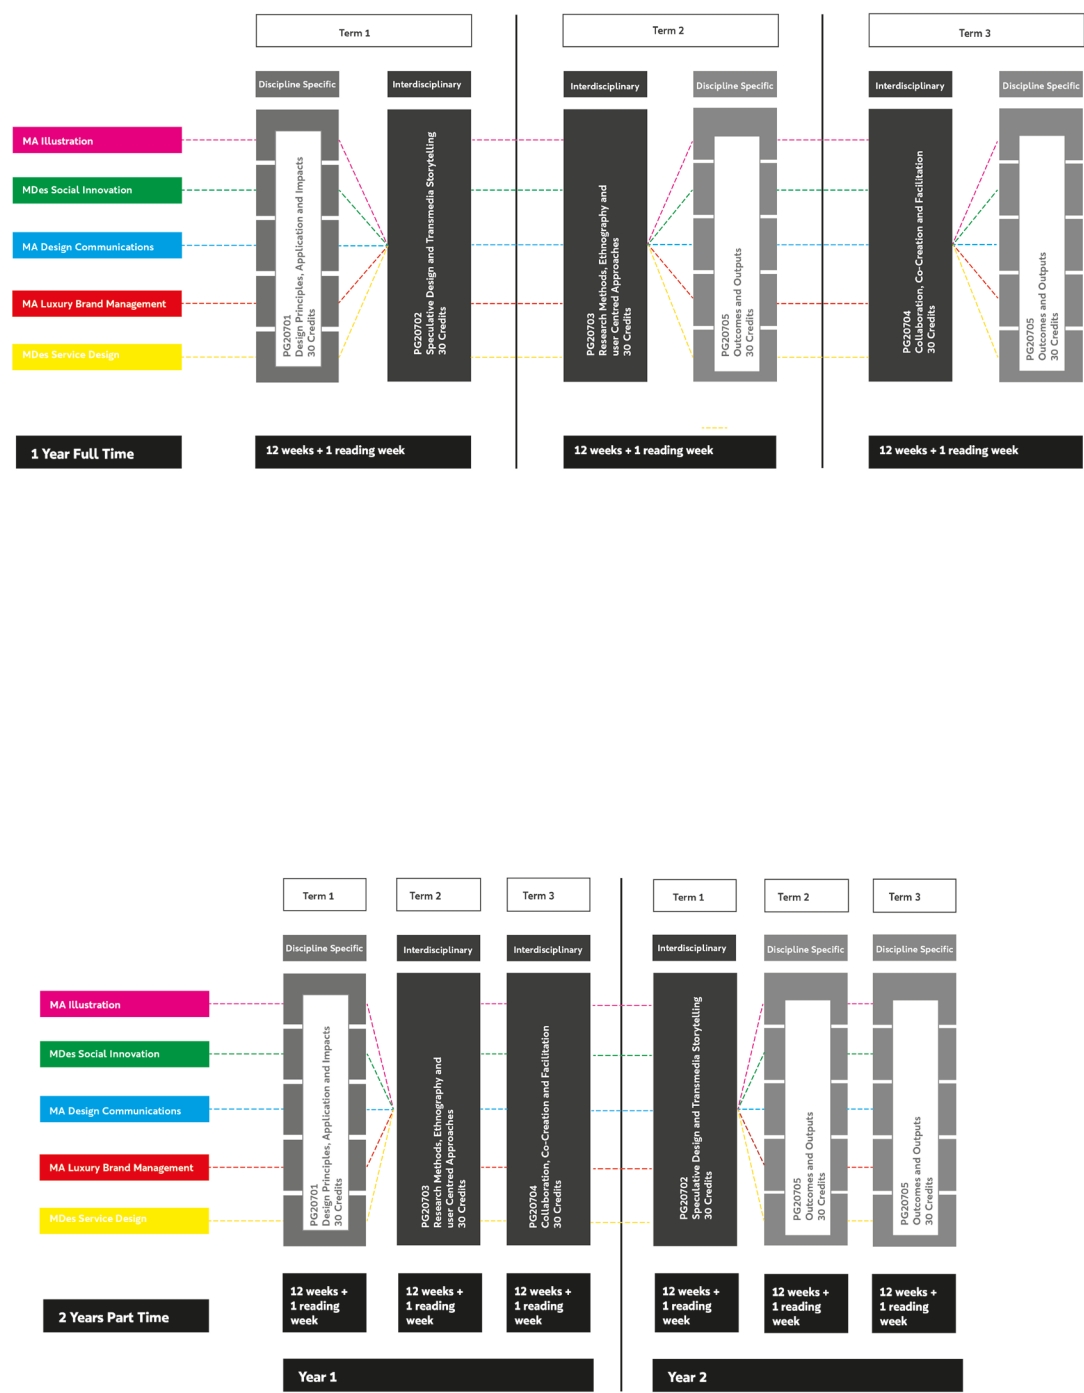 Term 1
Term 2
Term 3
Discipline Specific
Interdisciplinary
Interdisciplinary
Discipline Specific
Interdisciplinary
Discipline Specific
MA Illustration
MDes Social Innovation
MA Design Communications
MA Luxury Brand Management
MDes Service Design
PG20701
Design Principles, Application and Impacts
30 Credits
PG20702
Speculative Design and Transmedia Storytelling
30 Credits
PG20703
Research Methods, Ethnography and
user Centred Approaches
30 Credits
PG20705
Outcomes and Outputs
30 Credits
PG20704
Collaboration, Co-Creation and Facilitation
30 Credits
PG20705
Outcomes and Outputs
30 Credits
1 Year Full Time
12 weeks + 1 reading week
12 weeks + 1 reading week
12 weeks + 1 reading week
Term 1
Term 2
Term 3
Term 1
Term 2
Term 3
Discipline Specific
Interdisciplinary
Interdisciplinary
Interdisciplinary
Discipline Specific
Discipline Specific
MA Illustration
MDes Social Innovation
MA Design Communications
MA Luxury Brand Management
MDes Service Design
PG20701
Design Principles, Application and Impacts
30 Credits
PG20703
Research Methods, Ethnography and
user Centred Approaches
30 Credits
PG20704
Collaboration, Co-Creation and Facilitation
30 Credits
PG20702
Speculative Design and Transmedia Storytelling
30 Credits
PG20705
Outcomes and Outputs
30 Credits
PG20705
Outcomes and Outputs
30 Credits
2 Years Part Time
12 weeks +
1 reading
week
12 weeks +
1 reading
week
12 weeks +
1 reading
week
12 weeks +
1 reading
week
12 weeks +
1 reading
week
12 weeks +
1 reading
week
Year 1
Year 2